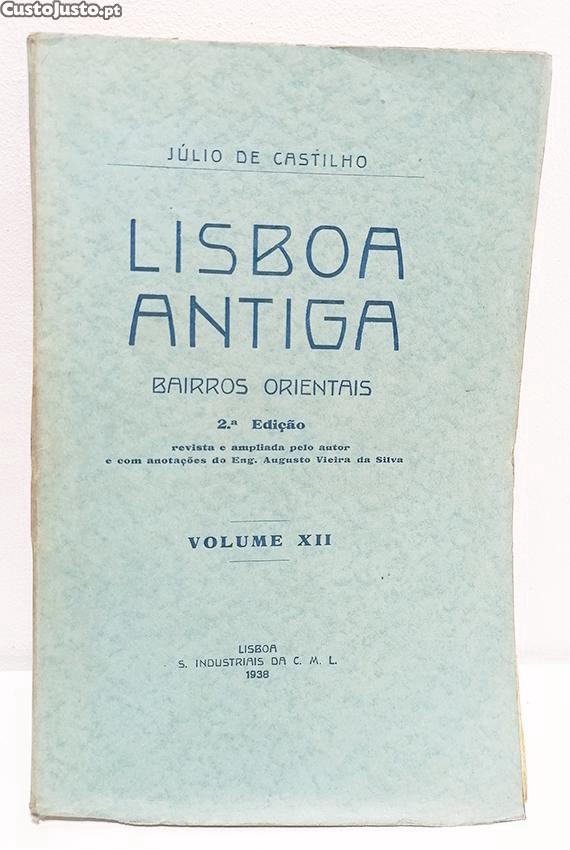 CustoJusto.pt
JÚLIO DE CASTILHO
LISBOA
ANTIGA
BAIRROS ORIENTAIS
2.ª Edição
revista e ampliada pelo autor
e com anotações do Eng. Augusto Vieira da Silva
VOLUME XII
LISBOA
S. INDUSTRIAIS DA C. M. L.
1938